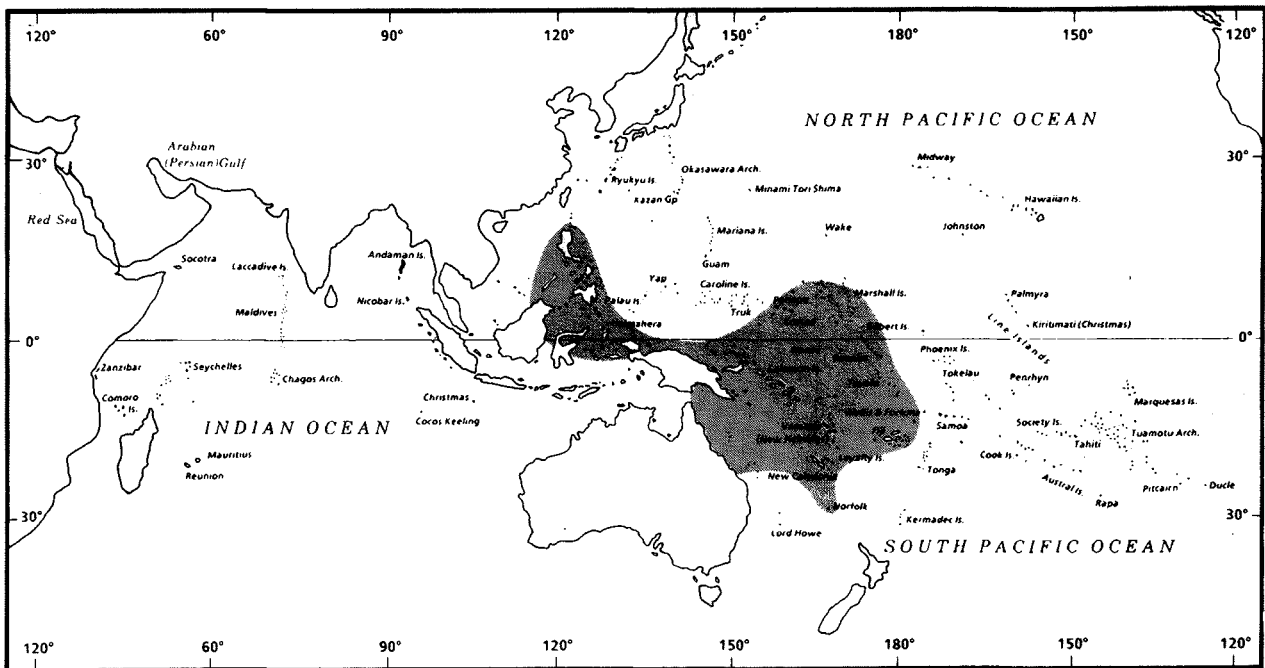 120° 60° 90° 120° 150° 180° 150° 120°
NORTH PACIFIC OCEAN
Arabian
(Persian) Gulf
30° 30°
Midway
Okasawara Arch.
Ryukyu Is.
Minami Tori Shima
Kazan Gp
Hawaiian Is.
Red Sea
Mariana Is.
Wake
Johnston
Andaman Is.
Socotra
Laccadive Is.
Guam
Yap
Caroline Is.
Palau Is.
Marshall Is.
Palmyra
Nicobar Is.
Maldives
Truk
Kiritimati (Christmas)
Line Islands
0° 0°
Phoenix Is.
Zanzibar
Seychelles
Tokelau
Chagos Arch.
Penrhyn
Comoro
Is.
Christmas
Marquesas Is.
Cocos Keeling
INDIAN OCEAN
Samoa
Society Is.
Tahiti
Tuamotu Arch.
Fiji
Mauritius
Loyalty Is.
Cook Is.
Reunion
Tonga
New Caledonia
Austral Is.
Pitcairn
Ducie
Rapa
Norfolk
30° 30°
Kermadec Is.
Lord Howe
SOUTH PACIFIC OCEAN
120° 60° 90° 120° 150° 180° 150° 120°